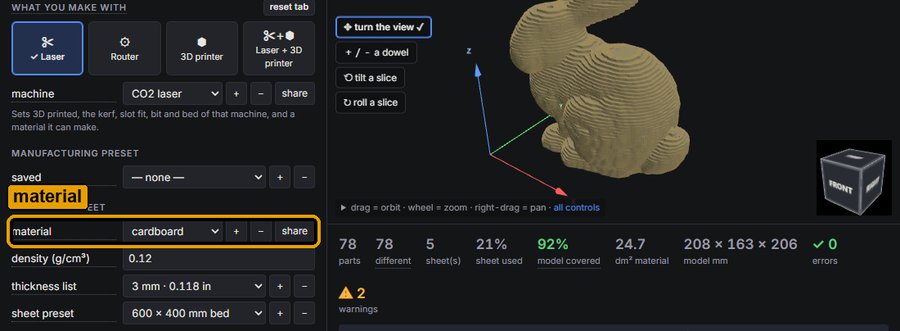 WHAT YOU MAKE WITH
reset tab
✓ Laser
Router
3D printer
Laser + 3D printer
machine
CO2 laser
+
−
share
Sets 3D printed, the kerf, slot fit, bit and bed of that machine, and a
material it can make.
MANUFACTURING PRESET
saved
— none —
+
−
material
EET
material
cardboard
+
−
share
density (g/cm³)
0.12
thickness list
3 mm · 0.118 in
+
−
sheet preset
600 × 400 mm bed
+
−
✥ turn the view ✓
+ / - a dowel
⟲ tilt a slice
↻ roll a slice
Z
FRONT
▶ drag = orbit · wheel = zoom · right-drag = pan · all controls
78
parts
78
different
5
sheet(s)
21%
sheet used
92%
model covered
24.7
dm² material
208 × 163 × 206
model mm
✓ 0
errors
⚠ 2
warnings